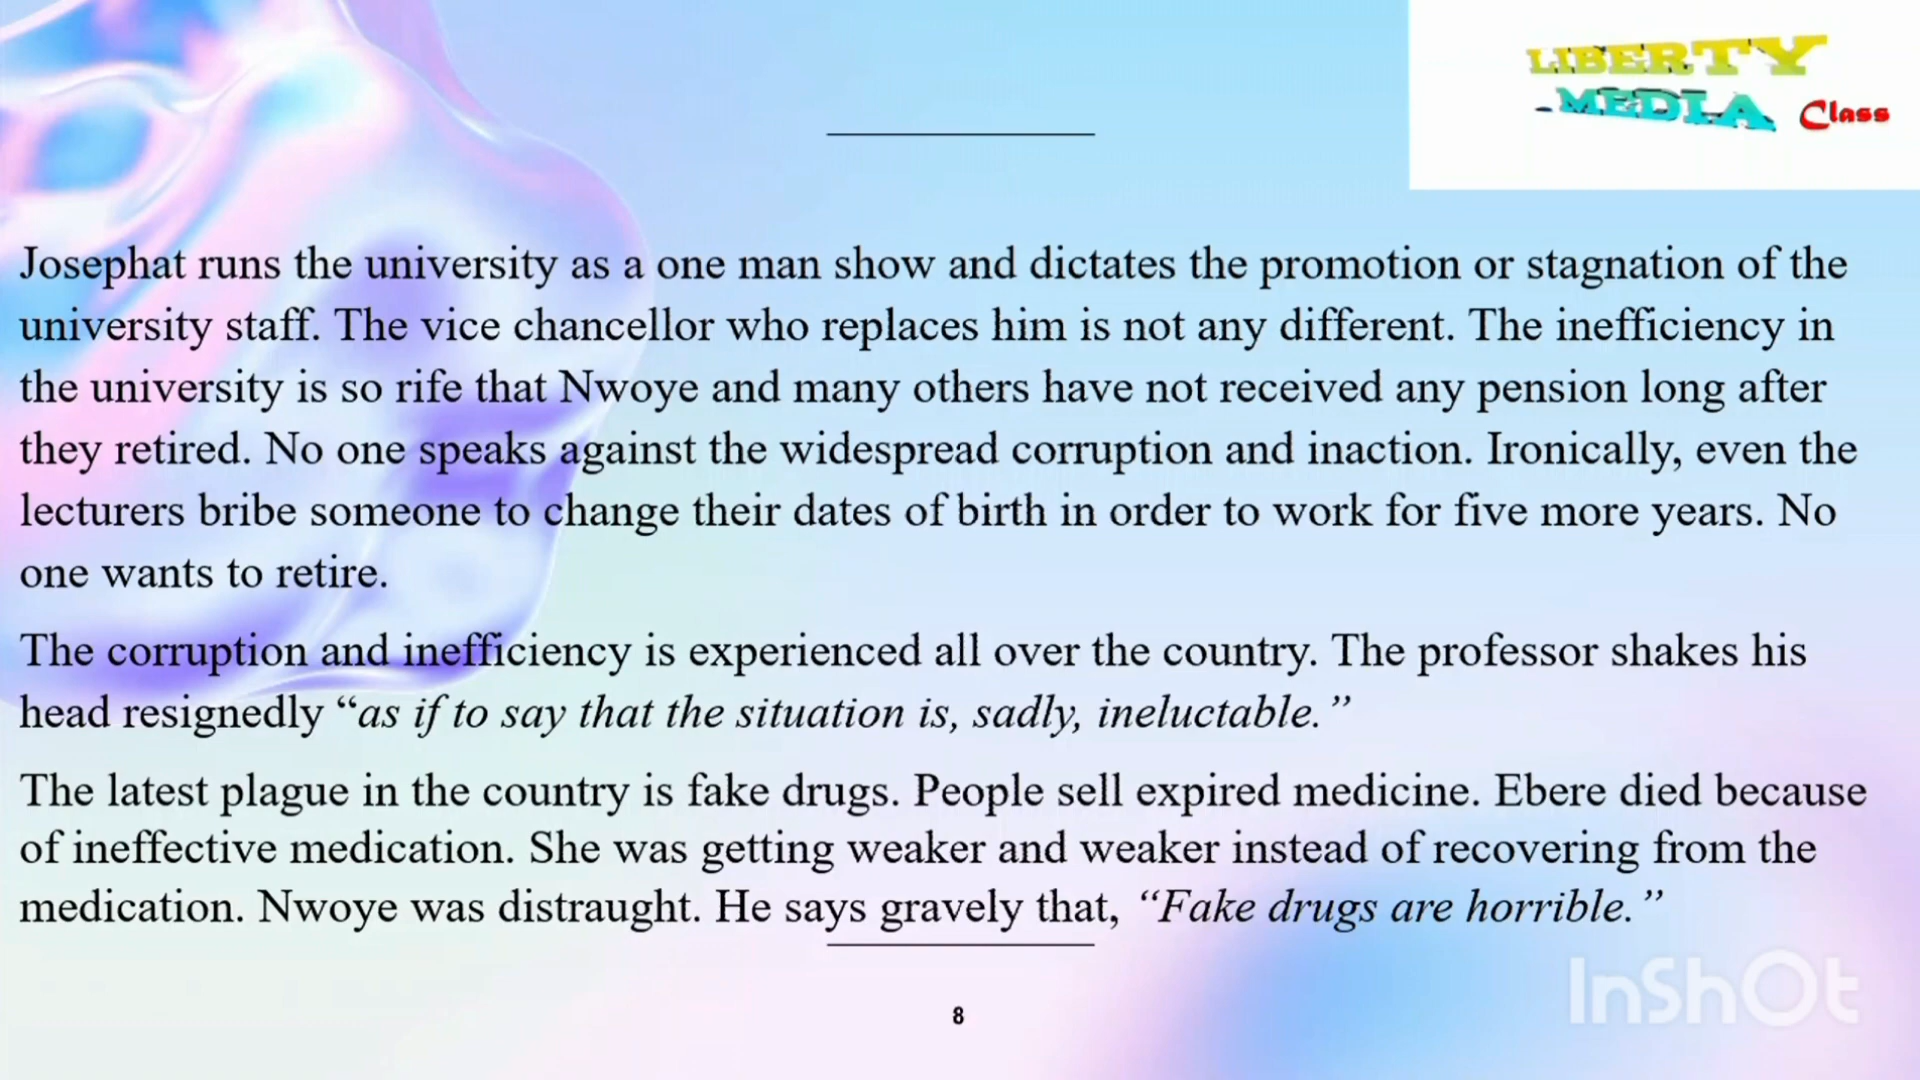 LIBERTY
-MEDIA Class
Josephat runs the university as a one man show and dictates the promotion or stagnation of the
university staff. The vice chancellor who replaces him is not any different. The inefficiency in
the university is so rife that Nwoye and many others have not received any pension long after
they retired. No one speaks against the widespread corruption and inaction. Ironically, even the
lecturers bribe someone to change their dates of birth in order to work for five more years. No
one wants to retire.
The corruption and inefficiency is experienced all over the country. The professor shakes his
head resignedly “as if to say that the situation is, sadly, ineluctable.”
The latest plague in the country is fake drugs. People sell expired medicine. Ebere died because
of ineffective medication. She was getting weaker and weaker instead of recovering from the
medication. Nwoye was distraught. He says gravely that, “Fake drugs are horrible.”
8
InShOt